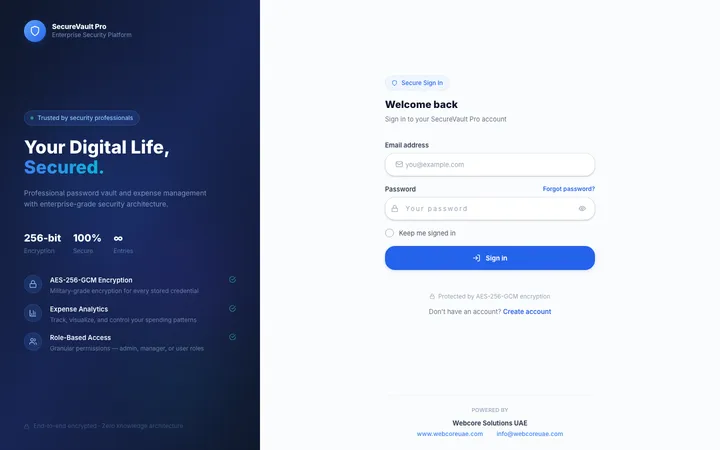 SecureVault Pro
Enterprise Security Platform
Trusted by security professionals
Your Digital Life,
Secured.
Professional password vault and expense management
with enterprise-grade security architecture.
256-bit
Encryption
100%
Secure
∞
Entries
AES-256-GCM Encryption
Military-grade encryption for every stored credential
Expense Analytics
Track, visualize, and control your spending patterns
Role-Based Access
Granular permissions — admin, manager, or user roles
End-to-end encrypted · Zero knowledge architecture
Secure Sign In
Welcome back
Sign in to your SecureVault Pro account
Email address
you@example.com
Password
Forgot password?
Your password
Keep me signed in
Sign in
Protected by AES-256-GCM encryption
Don't have an account? Create account
POWERED BY
Webcore Solutions UAE
www.webcoreuae.com
info@webcoreuae.com